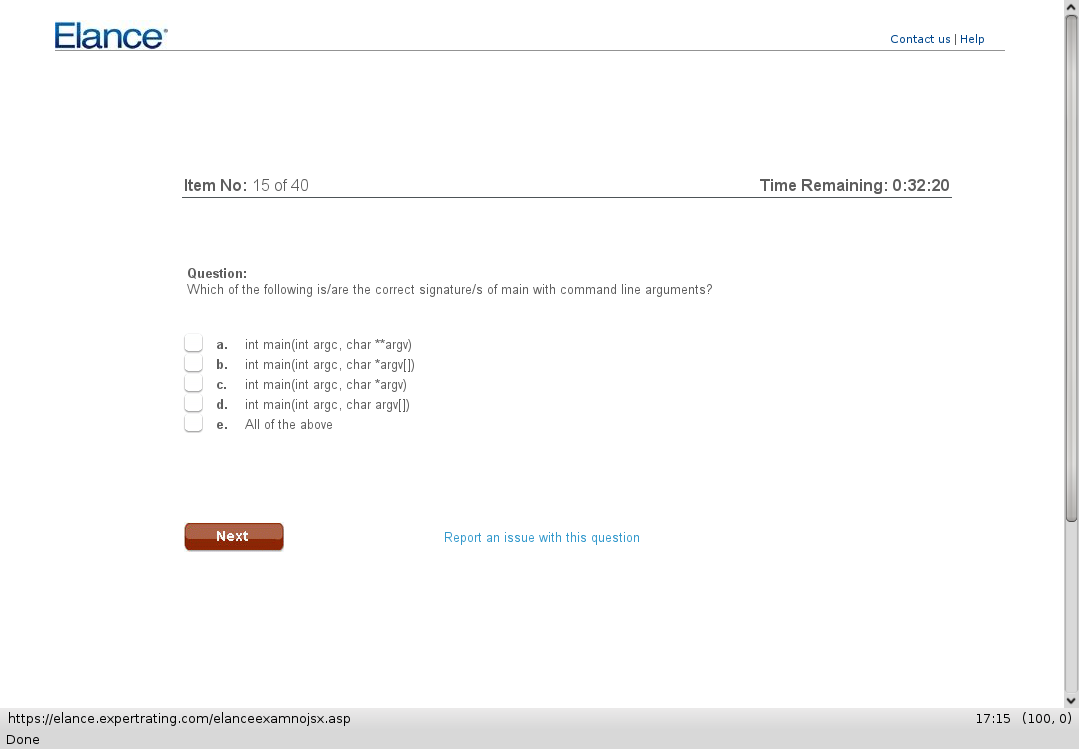 Elance
Contact us | Help
Item No: 15 of 40 Time Remaining: 0:32:20
Question:
Which of the following is/are the correct signature/s of main with command line arguments?
a. int main(int argc, char **argv)
b. int main(int argc, char *argv[])
c. int main(int argc, char *argv)
d. int main(int argc, char argv[])
e. All of the above
Next Report an issue with this question
https://elance.expertrating.com/elanceexamnojsx.asp 17:15 (100, 0)
Done